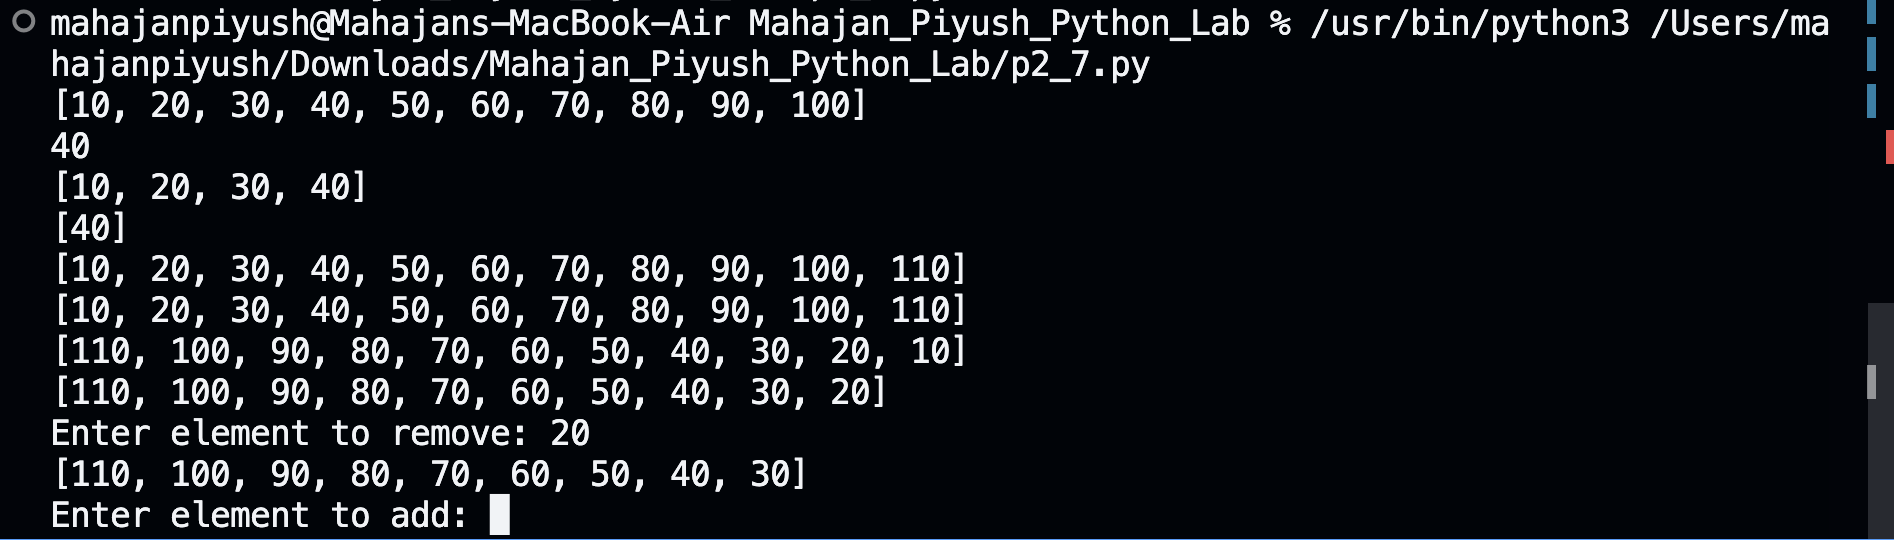 mahajanpiyush@Mahajans-MacBook-Air Mahajan_Piyush_Python_Lab % /usr/bin/python3 /Users/ma
hajanpiyush/Downloads/Mahajan_Piyush_Python_Lab/p2_7.py
[10, 20, 30, 40, 50, 60, 70, 80, 90, 100]
40
[10, 20, 30, 40]
[40]
[10, 20, 30, 40, 50, 60, 70, 80, 90, 100, 110]
[10, 20, 30, 40, 50, 60, 70, 80, 90, 100, 110]
[110, 100, 90, 80, 70, 60, 50, 40, 30, 20, 10]
[110, 100, 90, 80, 70, 60, 50, 40, 30, 20]
Enter element to remove: 20
[110, 100, 90, 80, 70, 60, 50, 40, 30]
Enter element to add: